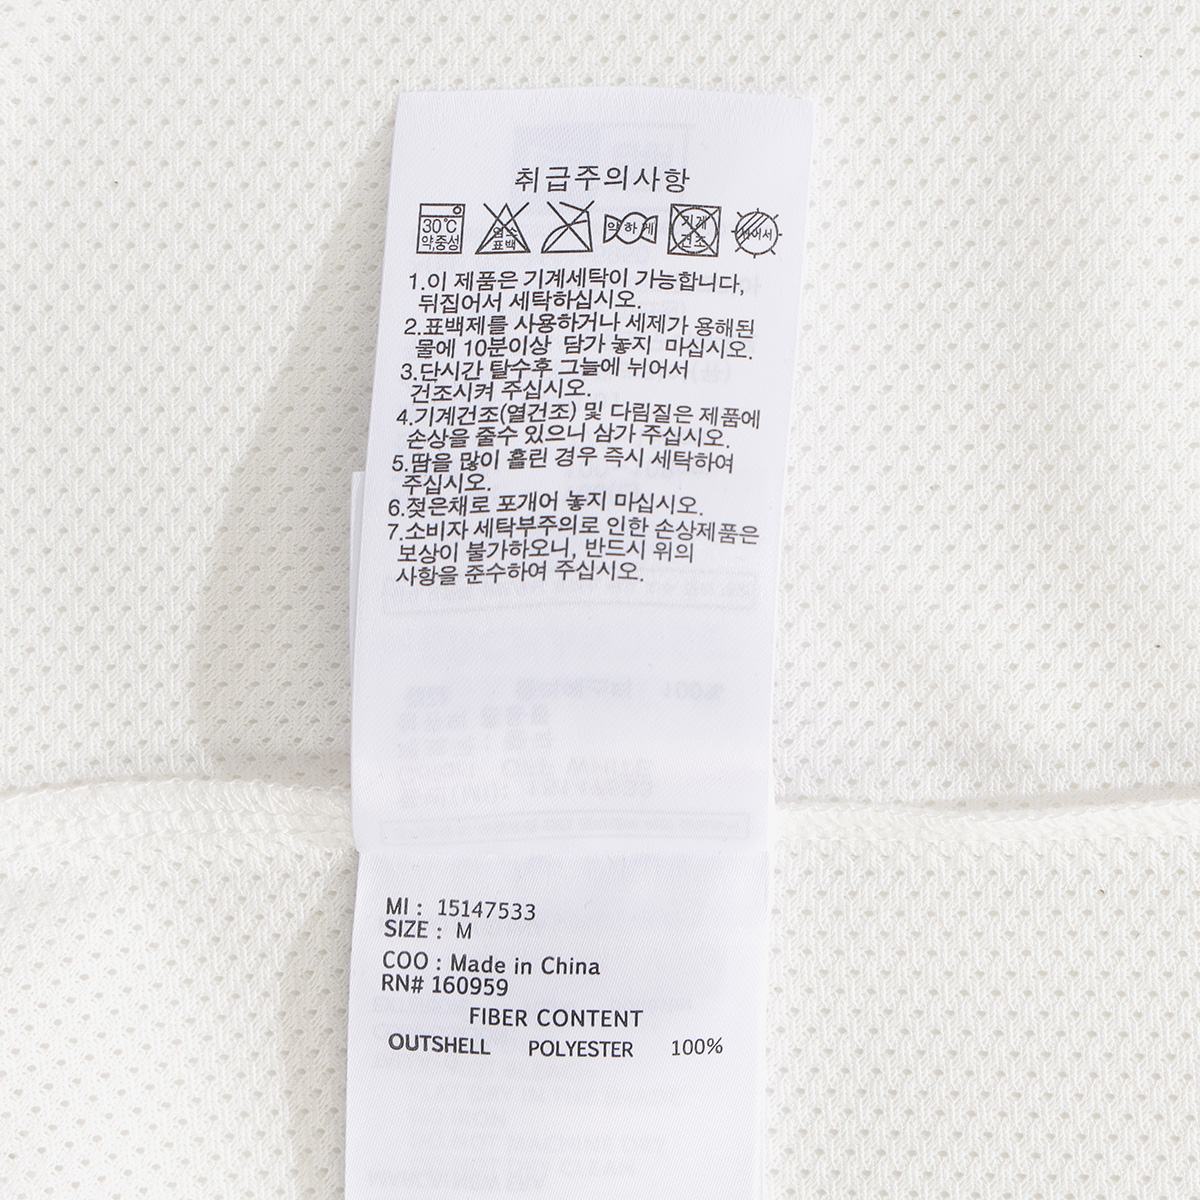 취급주의사항
30℃
약중성
염소
표백
약하게
기계
건조
뉘어서
1.이 제품은 기계세탁이 가능합니다,
뒤집어서 세탁하십시오.
2.표백제를 사용하거나 세제가 용해된
물에 10분이상 담가 놓지 마십시오.
3.단시간 탈수후 그늘에 뉘어서
건조시켜 주십시오.
4.기계건조(열건조) 및 다림질은 제품에
손상을 줄수 있으니 삼가 주십시오.
5.땀을 많이 흘린 경우 즉시 세탁하여
주십시오.
6.젖은채로 포개어 놓지 마십시오.
7.소비자 세탁부주의로 인한 손상제품은
보상이 불가하오니, 반드시 위의
사항을 준수하여 주십시오.
MI : 15147533
SIZE : M
COO : Made in China
RN# 160959
FIBER CONTENT
OUTSHELL POLYESTER 100%